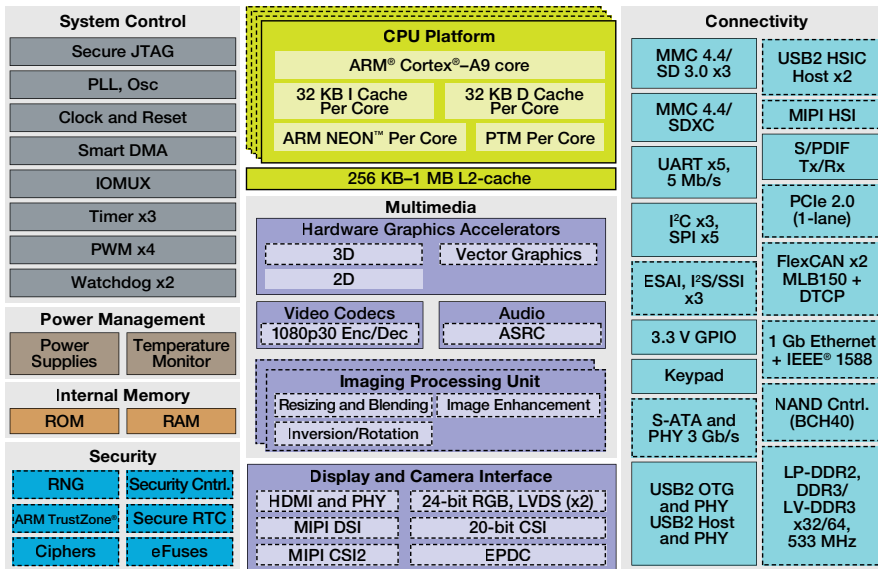 System Control
Secure JTAG
PLL, Osc
Clock and Reset
Smart DMA
IOMUX
Timer x3
PWM x4
Watchdog x2
Power Management
Power
Supplies
Temperature
Monitor
Internal Memory
ROM
RAM
Security
RNG
Security Cntrl.
ARM TrustZone®
Secure RTC
Ciphers
eFuses
CPU Platform
ARM® Cortex®–A9 core
32 KB I Cache
Per Core
32 KB D Cache
Per Core
ARM NEON™ Per Core
PTM Per Core
256 KB–1 MB L2-cache
Multimedia
Hardware Graphics Accelerators
3D
Vector Graphics
2D
Video Codecs
1080p30 Enc/Dec
Audio
ASRC
Imaging Processing Unit
Resizing and Blending
Image Enhancement
Inversion/Rotation
Display and Camera Interface
HDMI and PHY
24-bit RGB, LVDS (x2)
MIPI DSI
20-bit CSI
MIPI CSI2
EPDC
Connectivity
MMC 4.4/
SD 3.0 x3
MMC 4.4/
SDXC
UART x5,
5 Mb/s
I²C x3,
SPI x5
ESAI, I²S/SSI
x3
3.3 V GPIO
Keypad
S-ATA and
PHY 3 Gb/s
USB2 OTG
and PHY
USB2 Host
and PHY
USB2 HSIC
Host x2
MIPI HSI
S/PDIF
Tx/Rx
PCIe 2.0
(1-lane)
FlexCAN x2
MLB150 +
DTCP
1 Gb Ethernet
+ IEEE® 1588
NAND Cntrl.
(BCH40)
LP-DDR2,
DDR3/
LV-DDR3
x32/64,
533 MHz